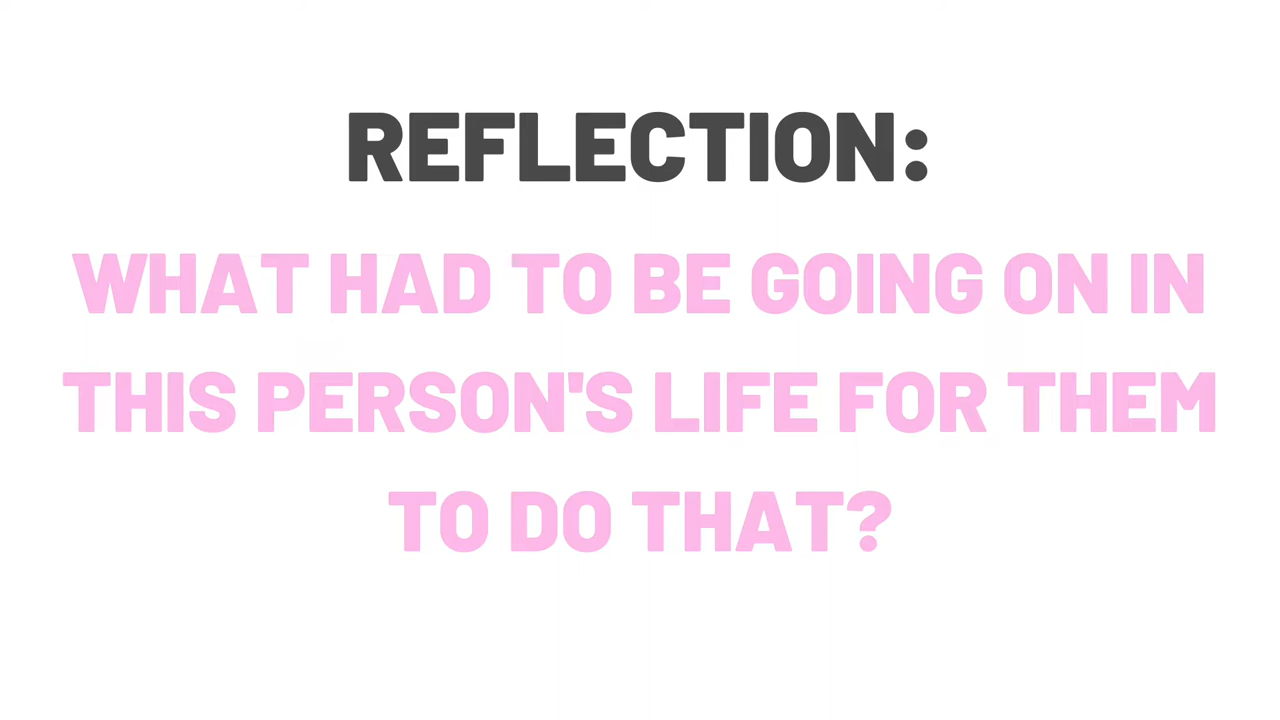 REFLECTION:
WHAT HAD TO BE GOING ON IN
THIS PERSON'S LIFE FOR THEM
TO DO THAT?